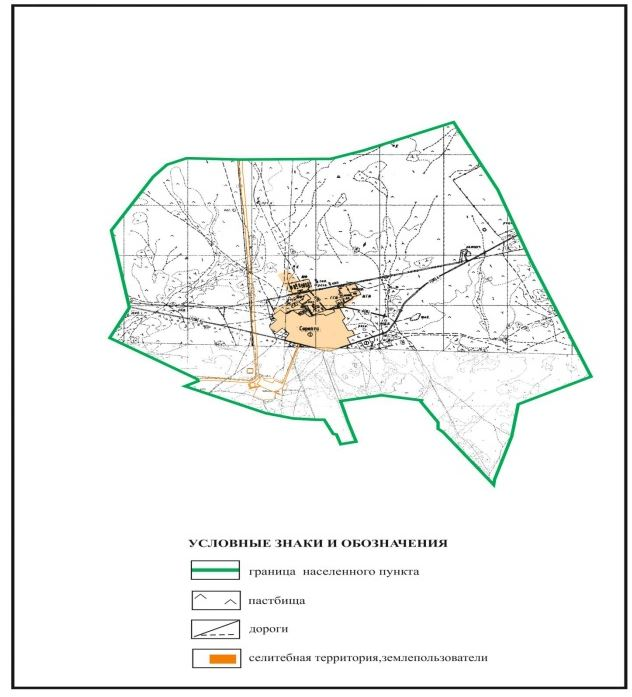 УСЛОВНЫЕ ЗНАКИ И ОБОЗНАЧЕНИЯ
граница населенного пункта
пастбища
дороги
селитебная территория,землепользователи